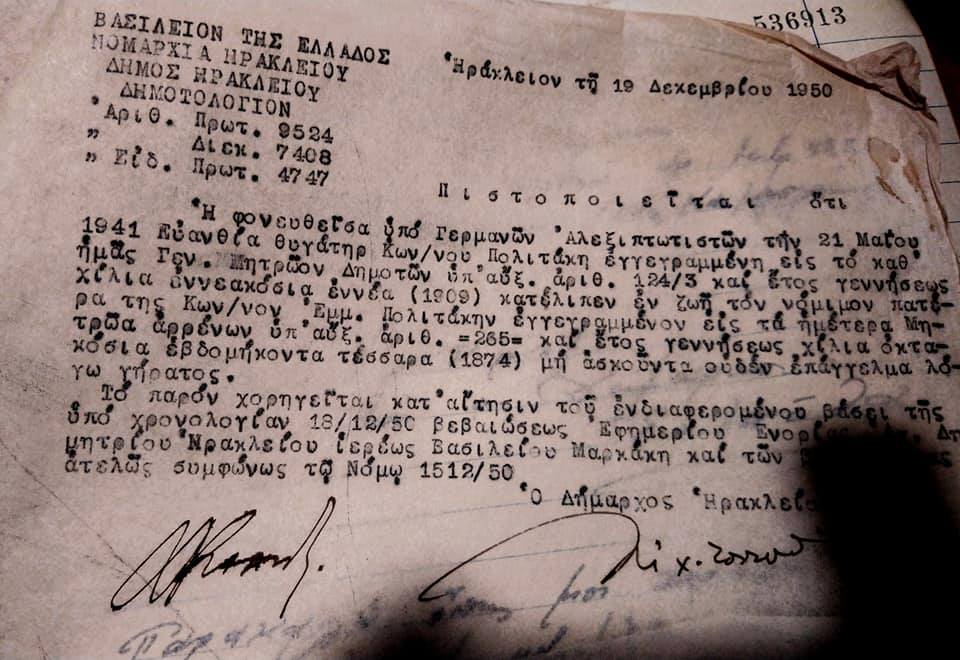 536913
ΒΑΣΙΛΕΙΟΝ ΤΗΣ ΕΛΛΑΔΟΣ
ΝΟΜΑΡΧΙΑ ΗΡΑΚΛΕΙΟΥ
ΔΗΜΟΣ ΗΡΑΚΛΕΙΟΥ
ΔΗΜΟΤΟΛΟΓΙΟΝ
Ἀριθ. Πρωτ. 9524
" Διεκ. 7408
" Εἰδ. Πρωτ. 4747
Ἡράκλειον τῇ 19 Δεκεμβρίου 1950
Πιστοποιεῖται ὅτι
Ἡ φονευθεῖσα ὑπό Γερμανῶν Ἀλεξιπτωτιστῶν τήν 21 Μαΐου
1941 Εὐανθία θυγάτηρ Κων/νου Πολιτάκη ἐγγεγραμμένη είς τό καθ'
ἡμᾶς Γεν. Μητρῶον Δημοτῶν ὑπ' αὔξ. ἀριθ. 124/3 καί ἔτος γεννήσεως
χίλια ἐννεακόσια ἐννέα (1909) κατέλιπεν ἐν ζωῇ τόν νόμιμον πατέ-
ρα της Κων/νον Ἐμμ. Πολιτάκην ἐγγεγραμμένον είς τά ἡμέτερα Μη-
τρῶα ἀρρένων ὑπ' αὔξ. ἀριθ. =265= καί ἔτος γεννήσεως χίλια ὀκτα-
κόσια ἑβδομήκοντα τέσσαρα (1874) μή ἀσκοῦντα οὐδέν ἐπάγγελμα λό-
γω γήρατος.
Τό παρόν χορηγεῖται κατ' αἴτησιν τοῦ ἐνδιαφερομένου βάσει τῆς
ὑπό χρονολογίαν 18/12/50 βεβαιώσεως Ἐφημερίου Ἐνορίας Δη
μητρίου Ἡρακλείου ἱερέως Βασιλείου Μαρκάκη καί τῶν
ἀτελῶς συμφώνως τῷ Νόμῳ 1512/50
Ὁ Δήμαρχος Ἡρακλείο